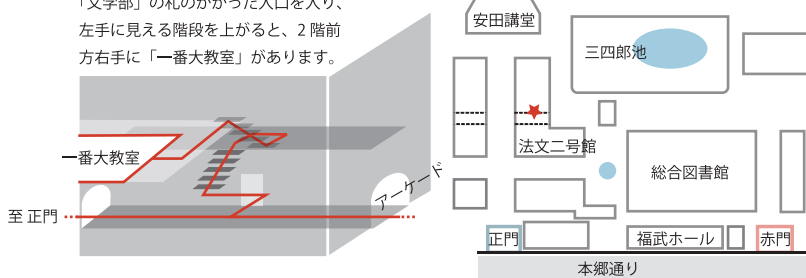 「文学部」の札のかかった入口を入り、
左手に見える階段を上がると、2 階前
方右手に「一番大教室」があります。
一番大教室
至 正門
アーケード
安田講堂
三四郎池
法文二号館
総合図書館
正門
福武ホール
赤門
本郷通り